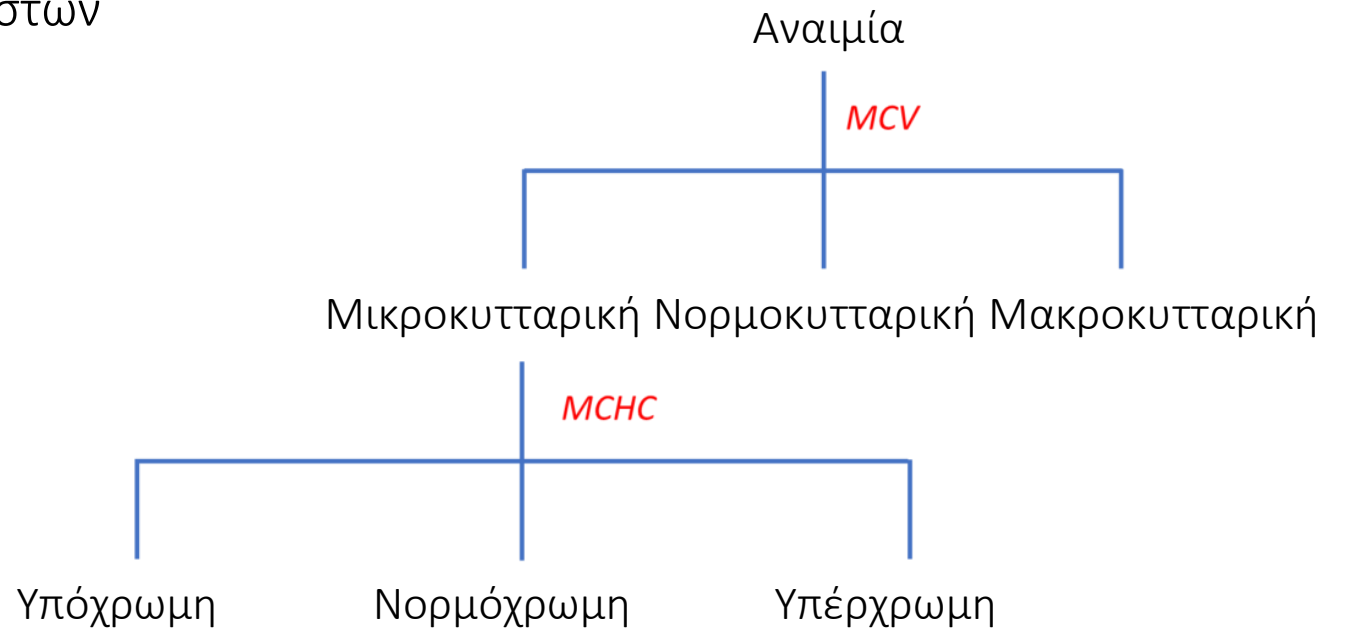 Αναιμία
MCV
Μικροκυτταρική Νορμοκυτταρική Μακροκυτταρική
MCHC
Υπόχρωμη Νορμόχρωμη Υπέρχρωμη